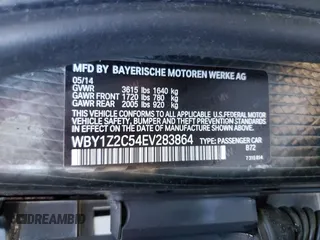 MFD BY BAYERISCHE MOTOREN WERKE AG
05/14
GVWR 3615 lbs 1640 kg
GAWR FRONT 1720 lbs 780 kg
GAWR REAR 2005 lbs 920 kg
THIS VEHICLE CONFORMS TO ALL APPLICABLE U.S. FEDERAL MOTOR VEHICLE SAFETY, BUMPER, AND THEFT PREVENTION STANDARDS IN EFFECT ON THE DATE OF MANUFACTURE SHOWN ABOVE.
WBY1Z2C54EV283864 TYPE: PASSENGER CAR
B72
© DREAMBID